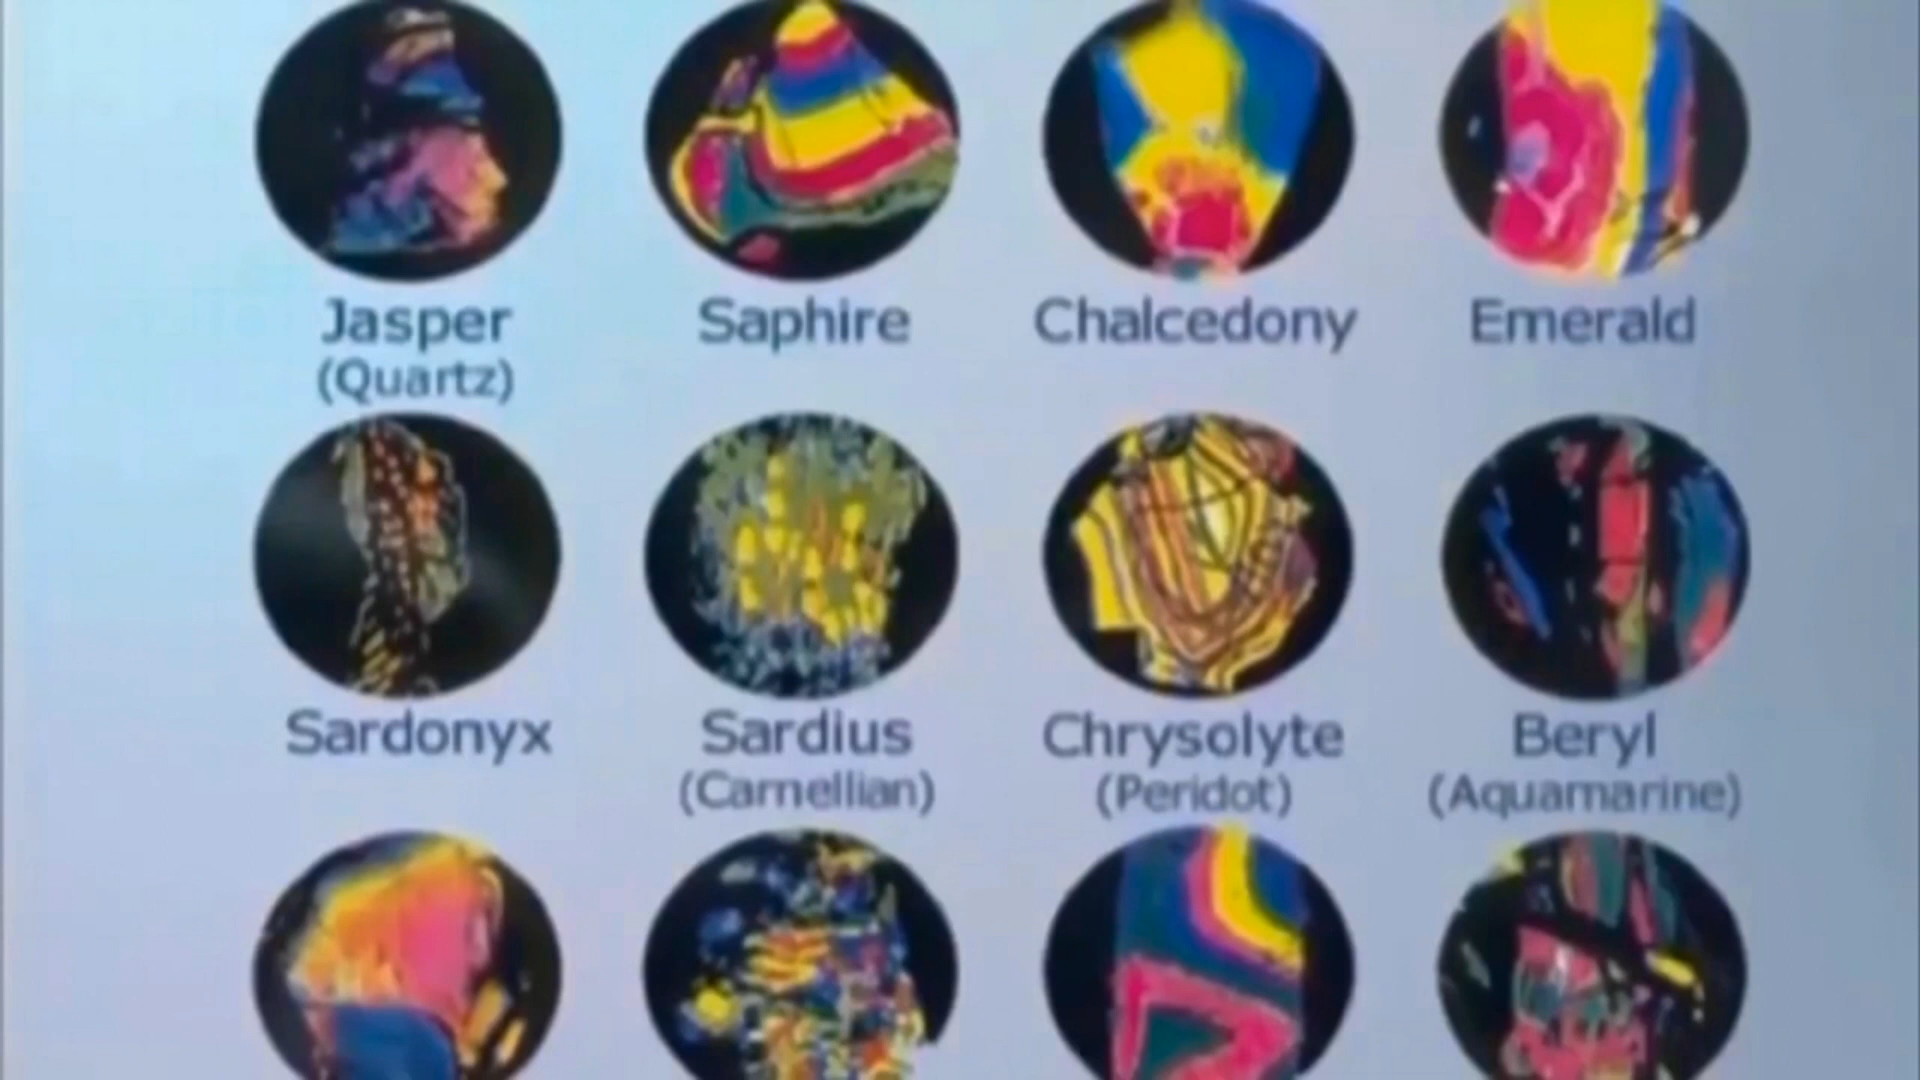 Jasper
(Quartz)
Saphire
Chalcedony
Emerald
Sardonyx
Sardius
(Carnellian)
Chrysolyte
(Peridot)
Beryl
(Aquamarine)